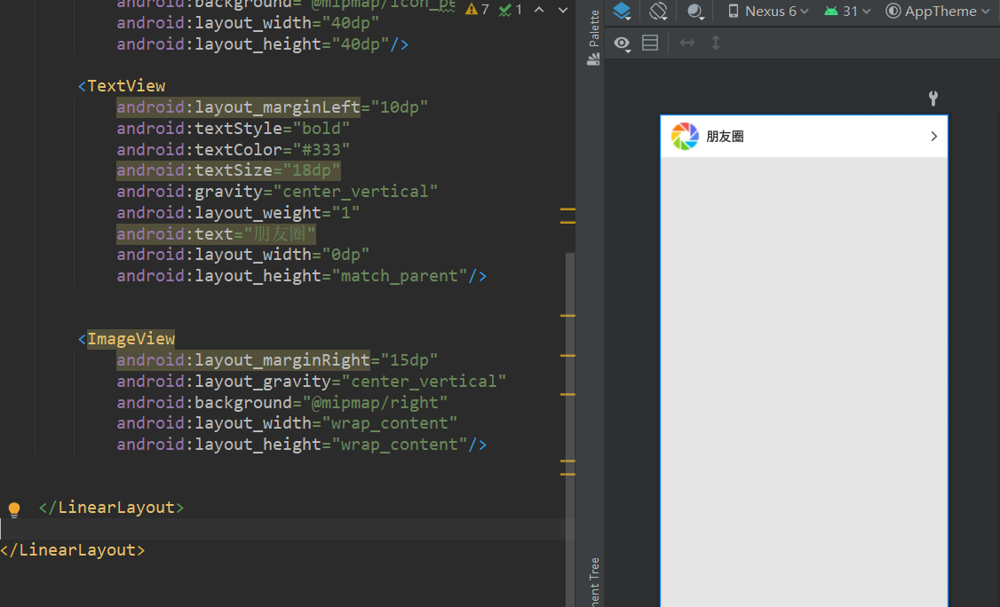 android:background="@mipmap/icon_pe
android:layout_width="40dp"
android:layout_height="40dp"/>
<TextView
android:layout_marginLeft="10dp"
android:textStyle="bold"
android:textColor="#333"
android:textSize="18dp"
android:gravity="center_vertical"
android:layout_weight="1"
android:text="朋友圈"
android:layout_width="0dp"
android:layout_height="match_parent"/>
<ImageView
android:layout_marginRight="15dp"
android:layout_gravity="center_vertical"
android:background="@mipmap/right"
android:layout_width="wrap_content"
android:layout_height="wrap_content"/>
</LinearLayout>
</LinearLayout>
7 1
Palette
Nexus 6 31 AppTheme
朋友圈
nent Tree